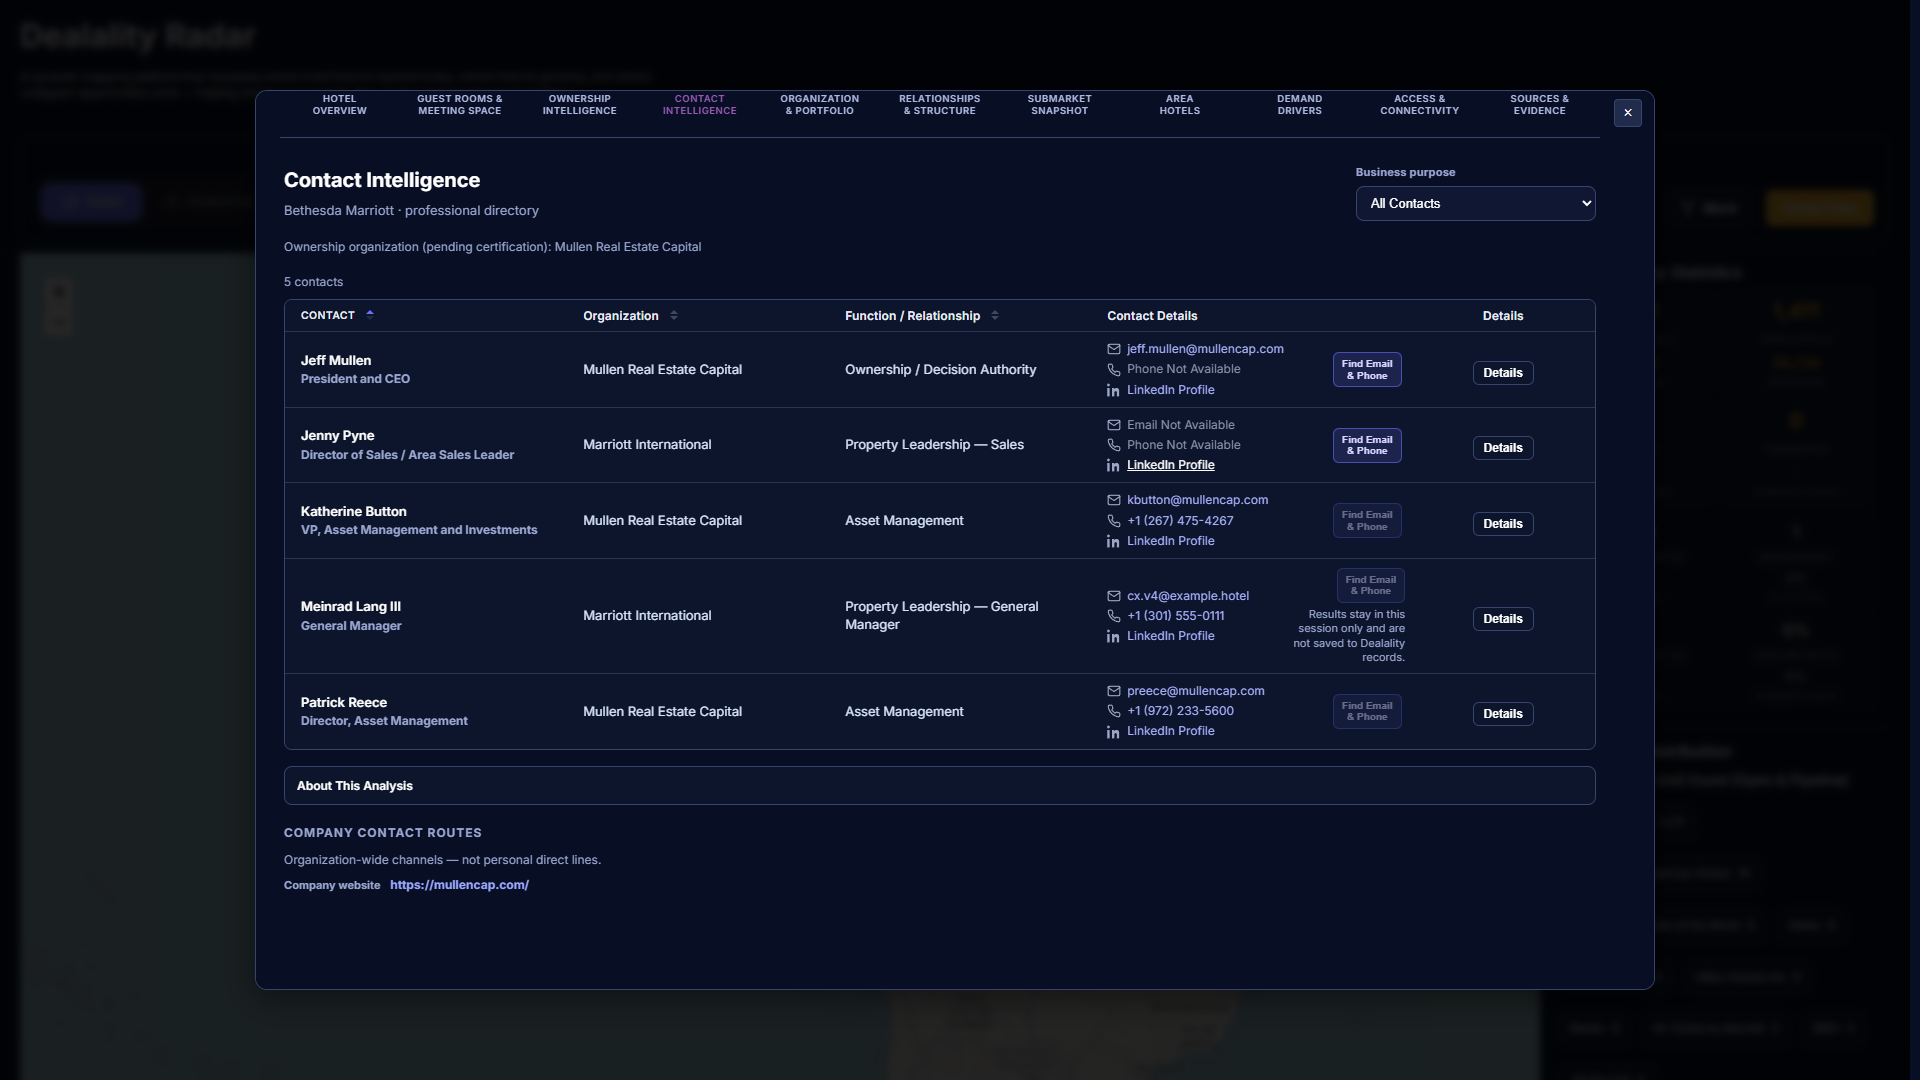 Dealality Radar
HOTEL OVERVIEW
GUEST ROOMS & MEETING SPACE
OWNERSHIP INTELLIGENCE
CONTACT INTELLIGENCE
ORGANIZATION & PORTFOLIO
RELATIONSHIPS & STRUCTURE
SUBMARKET SNAPSHOT
AREA HOTELS
DEMAND DRIVERS
ACCESS & CONNECTIVITY
SOURCES & EVIDENCE
×
Contact Intelligence
Bethesda Marriott · professional directory
Business purpose
All Contacts
Ownership organization (pending certification): Mullen Real Estate Capital
5 contacts
CONTACT Organization Function / Relationship Contact Details Details
Jeff Mullen
President and CEO
Mullen Real Estate Capital
Ownership / Decision Authority
jeff.mullen@mullencap.com
Phone Not Available
LinkedIn Profile
Find Email
& Phone
Details
Jenny Pyne
Director of Sales / Area Sales Leader
Marriott International
Property Leadership — Sales
Email Not Available
Phone Not Available
LinkedIn Profile
Find Email
& Phone
Details
Katherine Button
VP, Asset Management and Investments
Mullen Real Estate Capital
Asset Management
kbutton@mullencap.com
+1 (267) 475-4267
LinkedIn Profile
Find Email
& Phone
Details
Meinrad Lang III
General Manager
Marriott International
Property Leadership — General
Manager
cx.v4@example.hotel
+1 (301) 555-0111
LinkedIn Profile
Find Email
& Phone
Results stay in this
session only and are
not saved to Dealality
records.
Details
Patrick Reece
Director, Asset Management
Mullen Real Estate Capital
Asset Management
preece@mullencap.com
+1 (972) 233-5600
LinkedIn Profile
Find Email
& Phone
Details
About This Analysis
COMPANY CONTACT ROUTES
Organization-wide channels — not personal direct lines.
Company website https://mullencap.com/